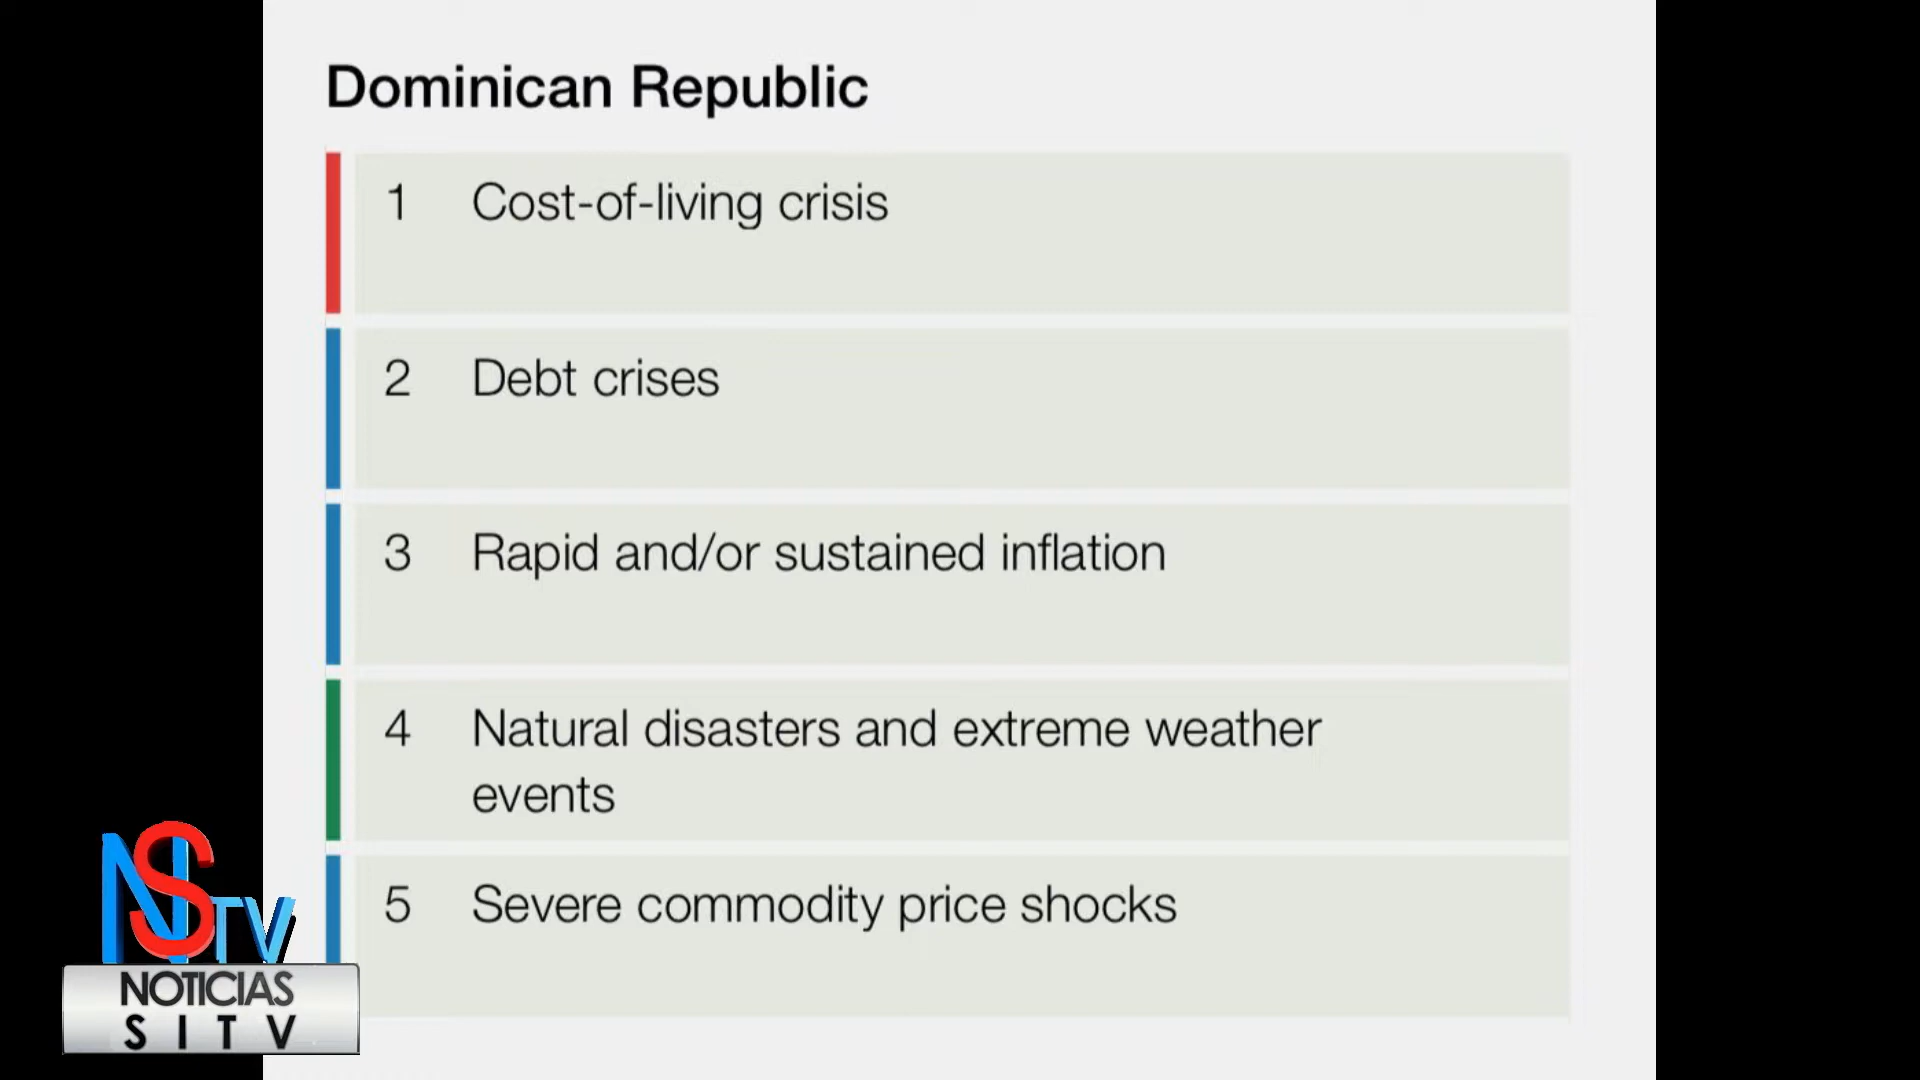 Dominican Republic
1 Cost-of-living crisis
2 Debt crises
3 Rapid and/or sustained inflation
4 Natural disasters and extreme weather
events
5 Severe commodity price shocks
NSTV
NOTICIAS
SITV